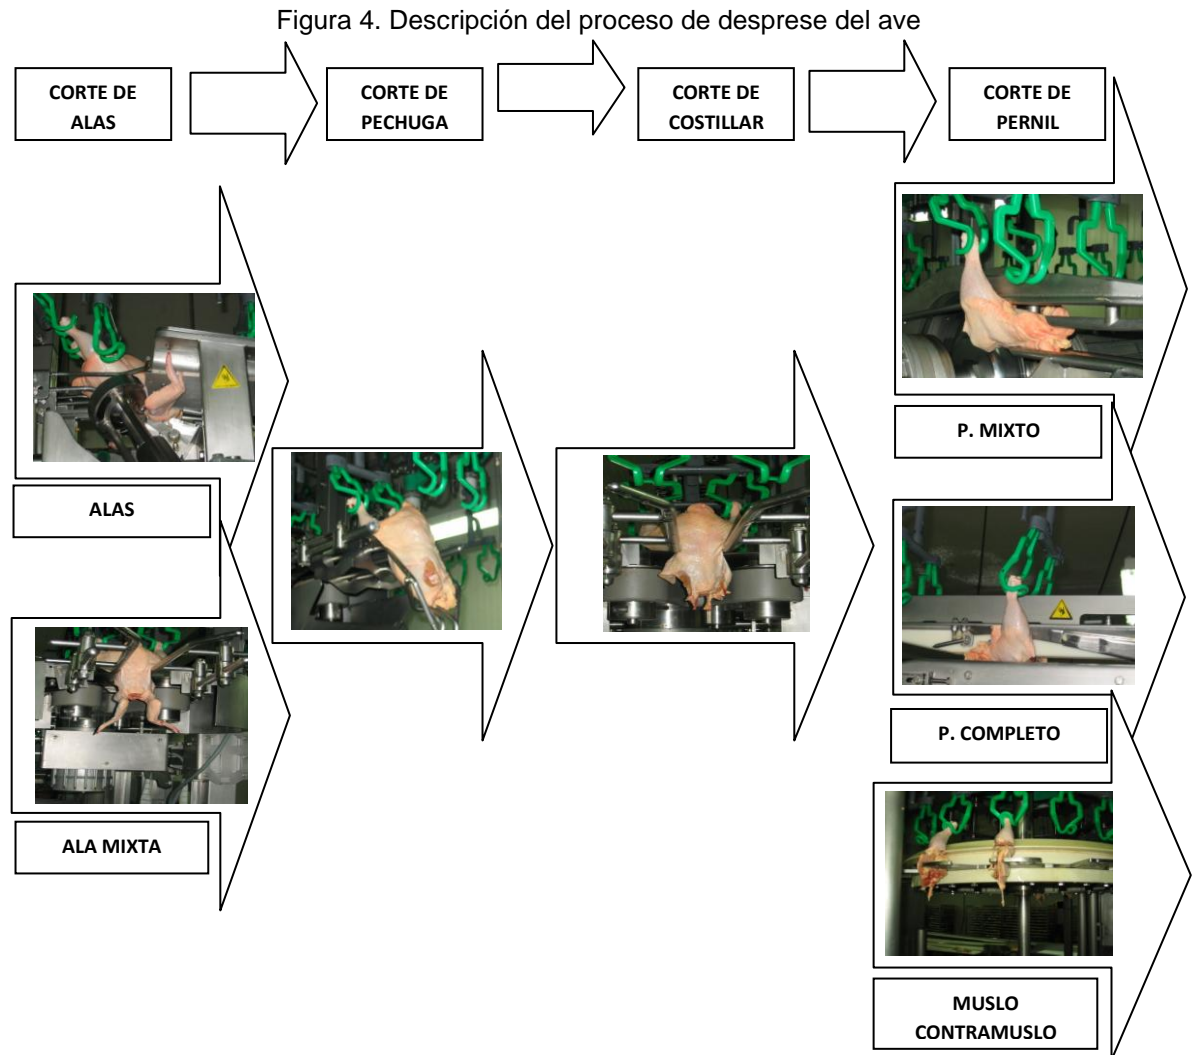 Figura 4. Descripción del proceso de desprese del ave
CORTE DE
ALAS
CORTE DE
PECHUGA
CORTE DE
COSTILLAR
CORTE DE
PERNIL
P. MIXTO
ALAS
P. COMPLETO
ALA MIXTA
MUSLO
CONTRAMUSLO